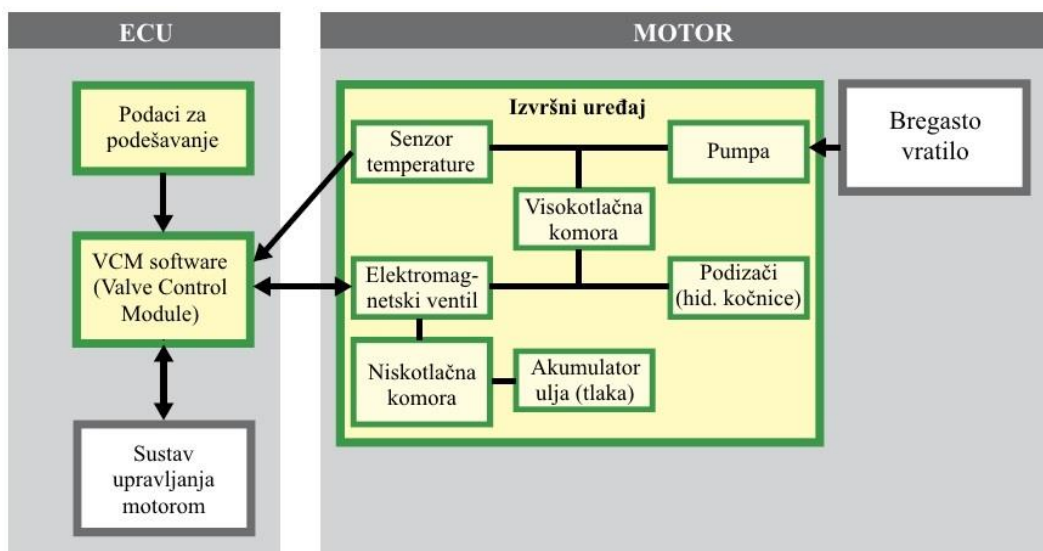 ECU
Podaci za
podešavanje
VCM software
(Valve Control
Module)
Sustav
upravljanja
motorom
MOTOR
Izvršni uređaj
Senzor
temperature
Pumpa
Visokotlačna
komora
Elektromag-
netski ventil
Podizači
(hid. kočnice)
Niskotlačna
komora
Akumulator
ulja (tlaka)
Bregasto
vratilo